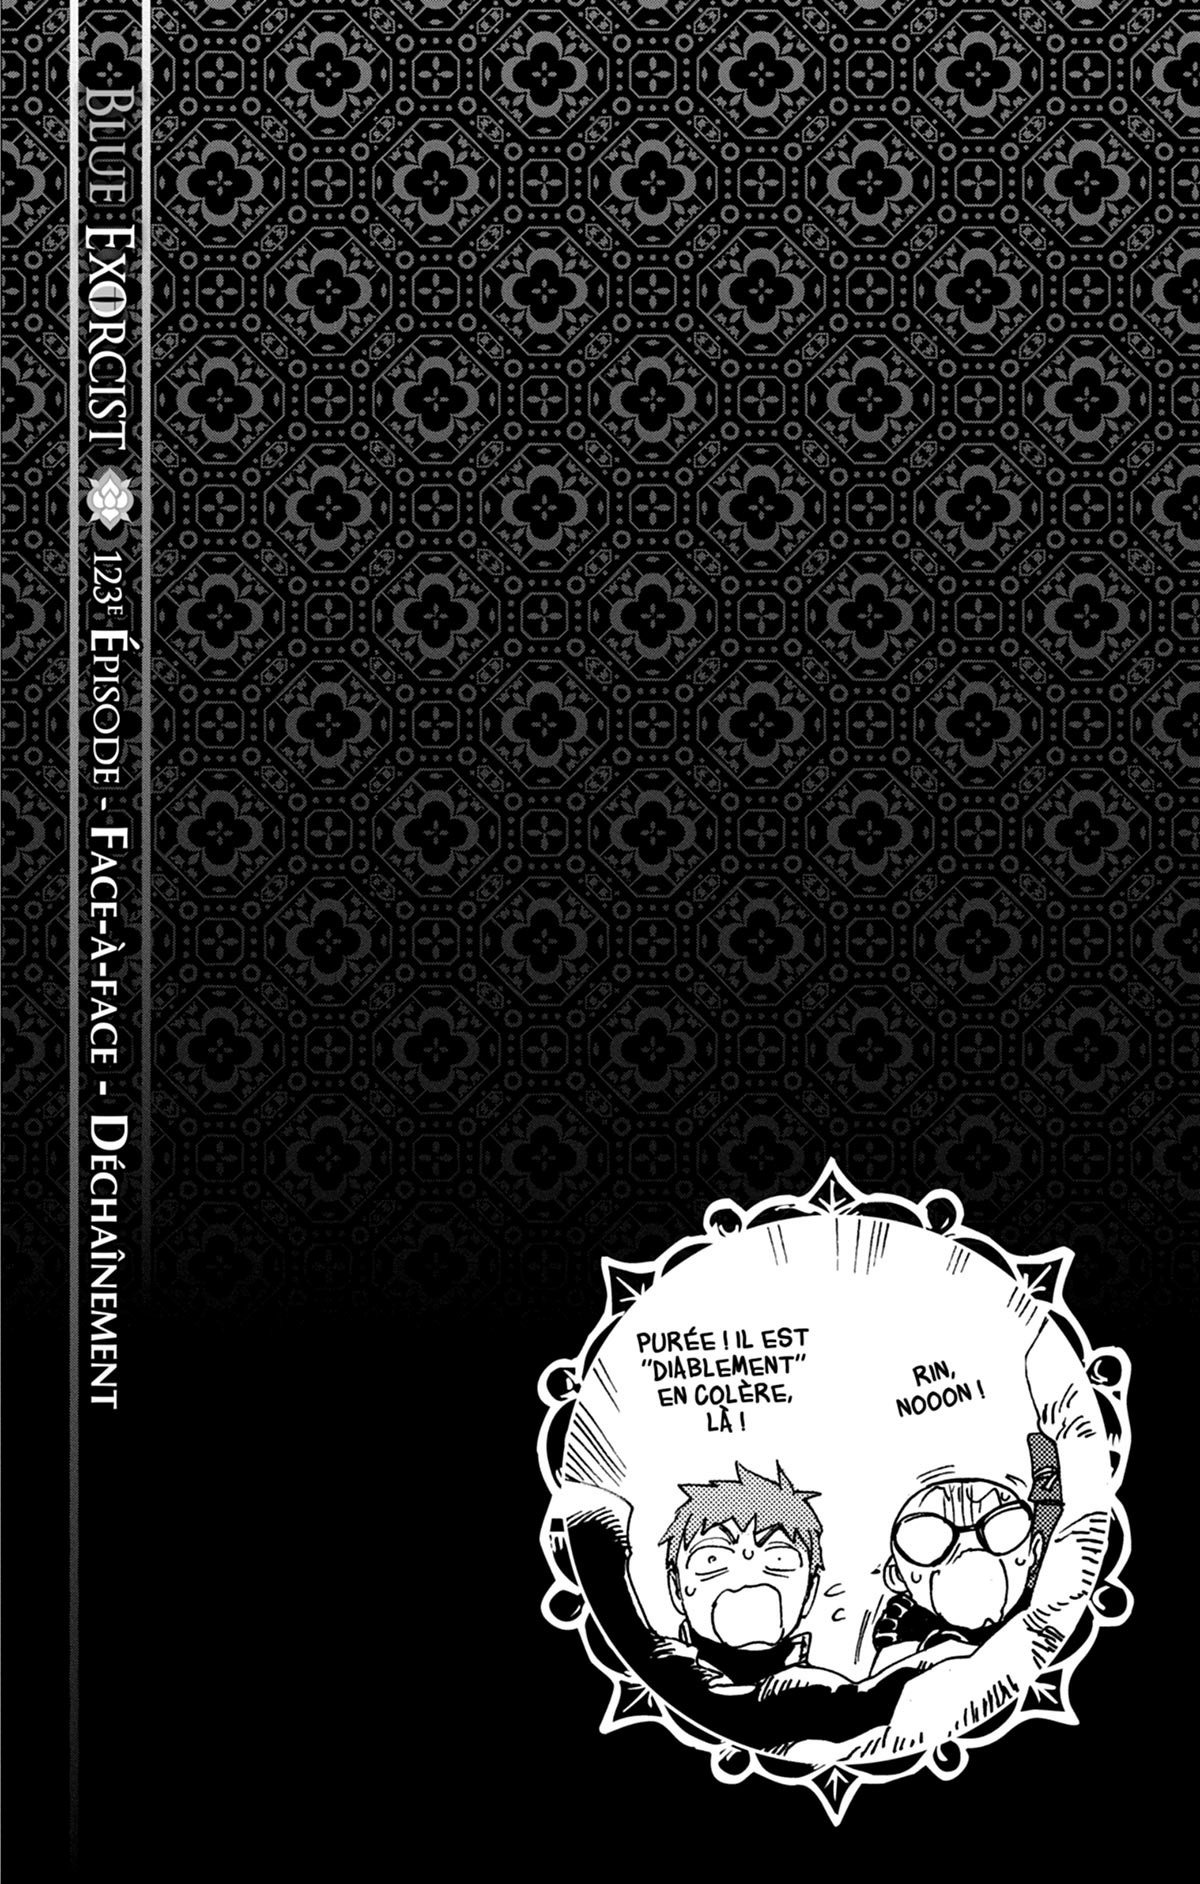 Blue Exorcist 123e Épisode - Face-à-face - Déchaînement
PURÉE ! IL EST
"DIABLEMENT"
EN COLÈRE,
LÀ !
RIN,
NOOON !